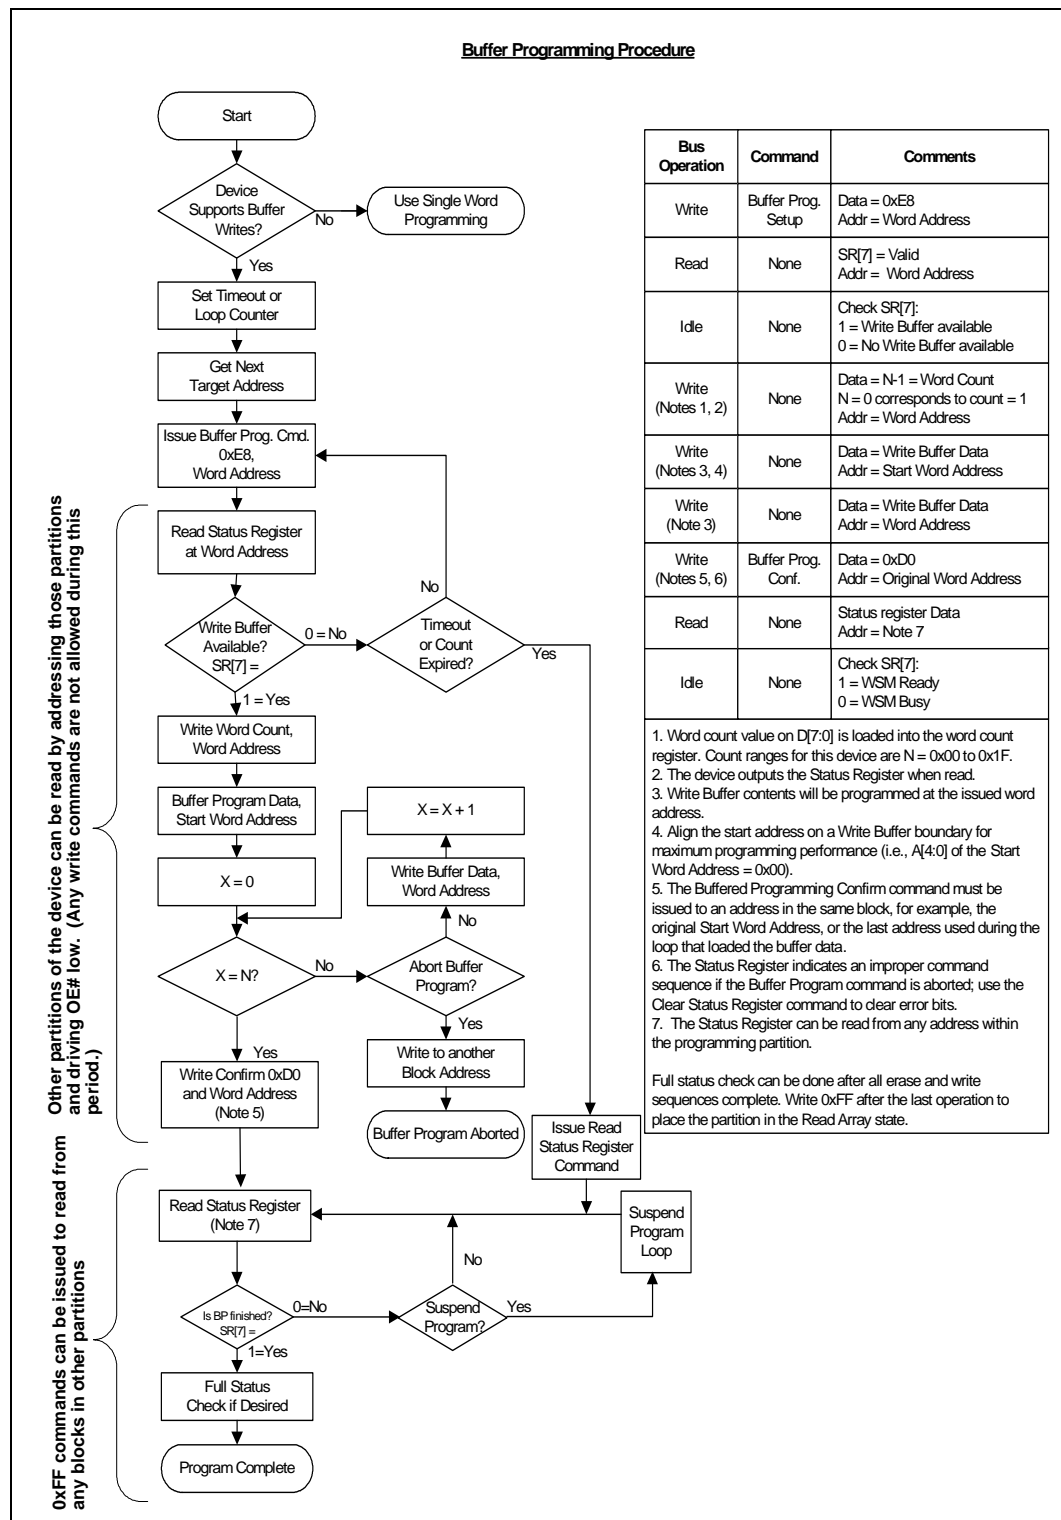 Buffer Programming Procedure
Start
Device
Supports Buffer
Writes?
No
Use Single Word
Programming
Yes
Set Timeout or
Loop Counter
Get Next
Target Address
Issue Buffer Prog. Cmd.
0xE8,
Word Address
Read Status Register
at Word Address
No
Write Buffer
Available?
SR[7] =
0 = No
Timeout
or Count
Expired?
Yes
1 = Yes
Write Word Count,
Word Address
Buffer Program Data,
Start Word Address
X = X + 1
X = 0
Write Buffer Data,
Word Address
No
X = N?
No
Abort Buffer
Program?
Yes
Yes
Write Confirm 0xD0
and Word Address
(Note 5)
Write to another
Block Address
Buffer Program Aborted
Issue Read
Status Register
Command
Read Status Register
(Note 7)
Suspend
Program
Loop
No
Is BP finished?
SR[7] =
0=No
Suspend
Program?
Yes
1=Yes
Full Status
Check if Desired
Program Complete
Other partitions of the device can be read by addressing those partitions
and driving OE# low. (Any write commands are not allowed during this
period.)
0xFF commands can be issued to read from
any blocks in other partitions
Bus
Operation
Command
Comments
Write
Buffer Prog.
Setup
Data = 0xE8
Addr = Word Address
Read
None
SR[7] = Valid
Addr = Word Address
Idle
None
Check SR[7]:
1 = Write Buffer available
0 = No Write Buffer available
Write
(Notes 1, 2)
None
Data = N-1 = Word Count
N = 0 corresponds to count = 1
Addr = Word Address
Write
(Notes 3, 4)
None
Data = Write Buffer Data
Addr = Start Word Address
Write
(Note 3)
None
Data = Write Buffer Data
Addr = Word Address
Write
(Notes 5, 6)
Buffer Prog.
Conf.
Data = 0xD0
Addr = Original Word Address
Read
None
Status register Data
Addr = Note 7
Idle
None
Check SR[7]:
1 = WSM Ready
0 = WSM Busy
1. Word count value on D[7:0] is loaded into the word count
register. Count ranges for this device are N = 0x00 to 0x1F.
2. The device outputs the Status Register when read.
3. Write Buffer contents will be programmed at the issued word
address.
4. Align the start address on a Write Buffer boundary for
maximum programming performance (i.e., A[4:0] of the Start
Word Address = 0x00).
5. The Buffered Programming Confirm command must be
issued to an address in the same block, for example, the
original Start Word Address, or the last address used during the
loop that loaded the buffer data.
6. The Status Register indicates an improper command
sequence if the Buffer Program command is aborted; use the
Clear Status Register command to clear error bits.
7. The Status Register can be read from any address within
the programming partition.
Full status check can be done after all erase and write
sequences complete. Write 0xFF after the last operation to
place the partition in the Read Array state.